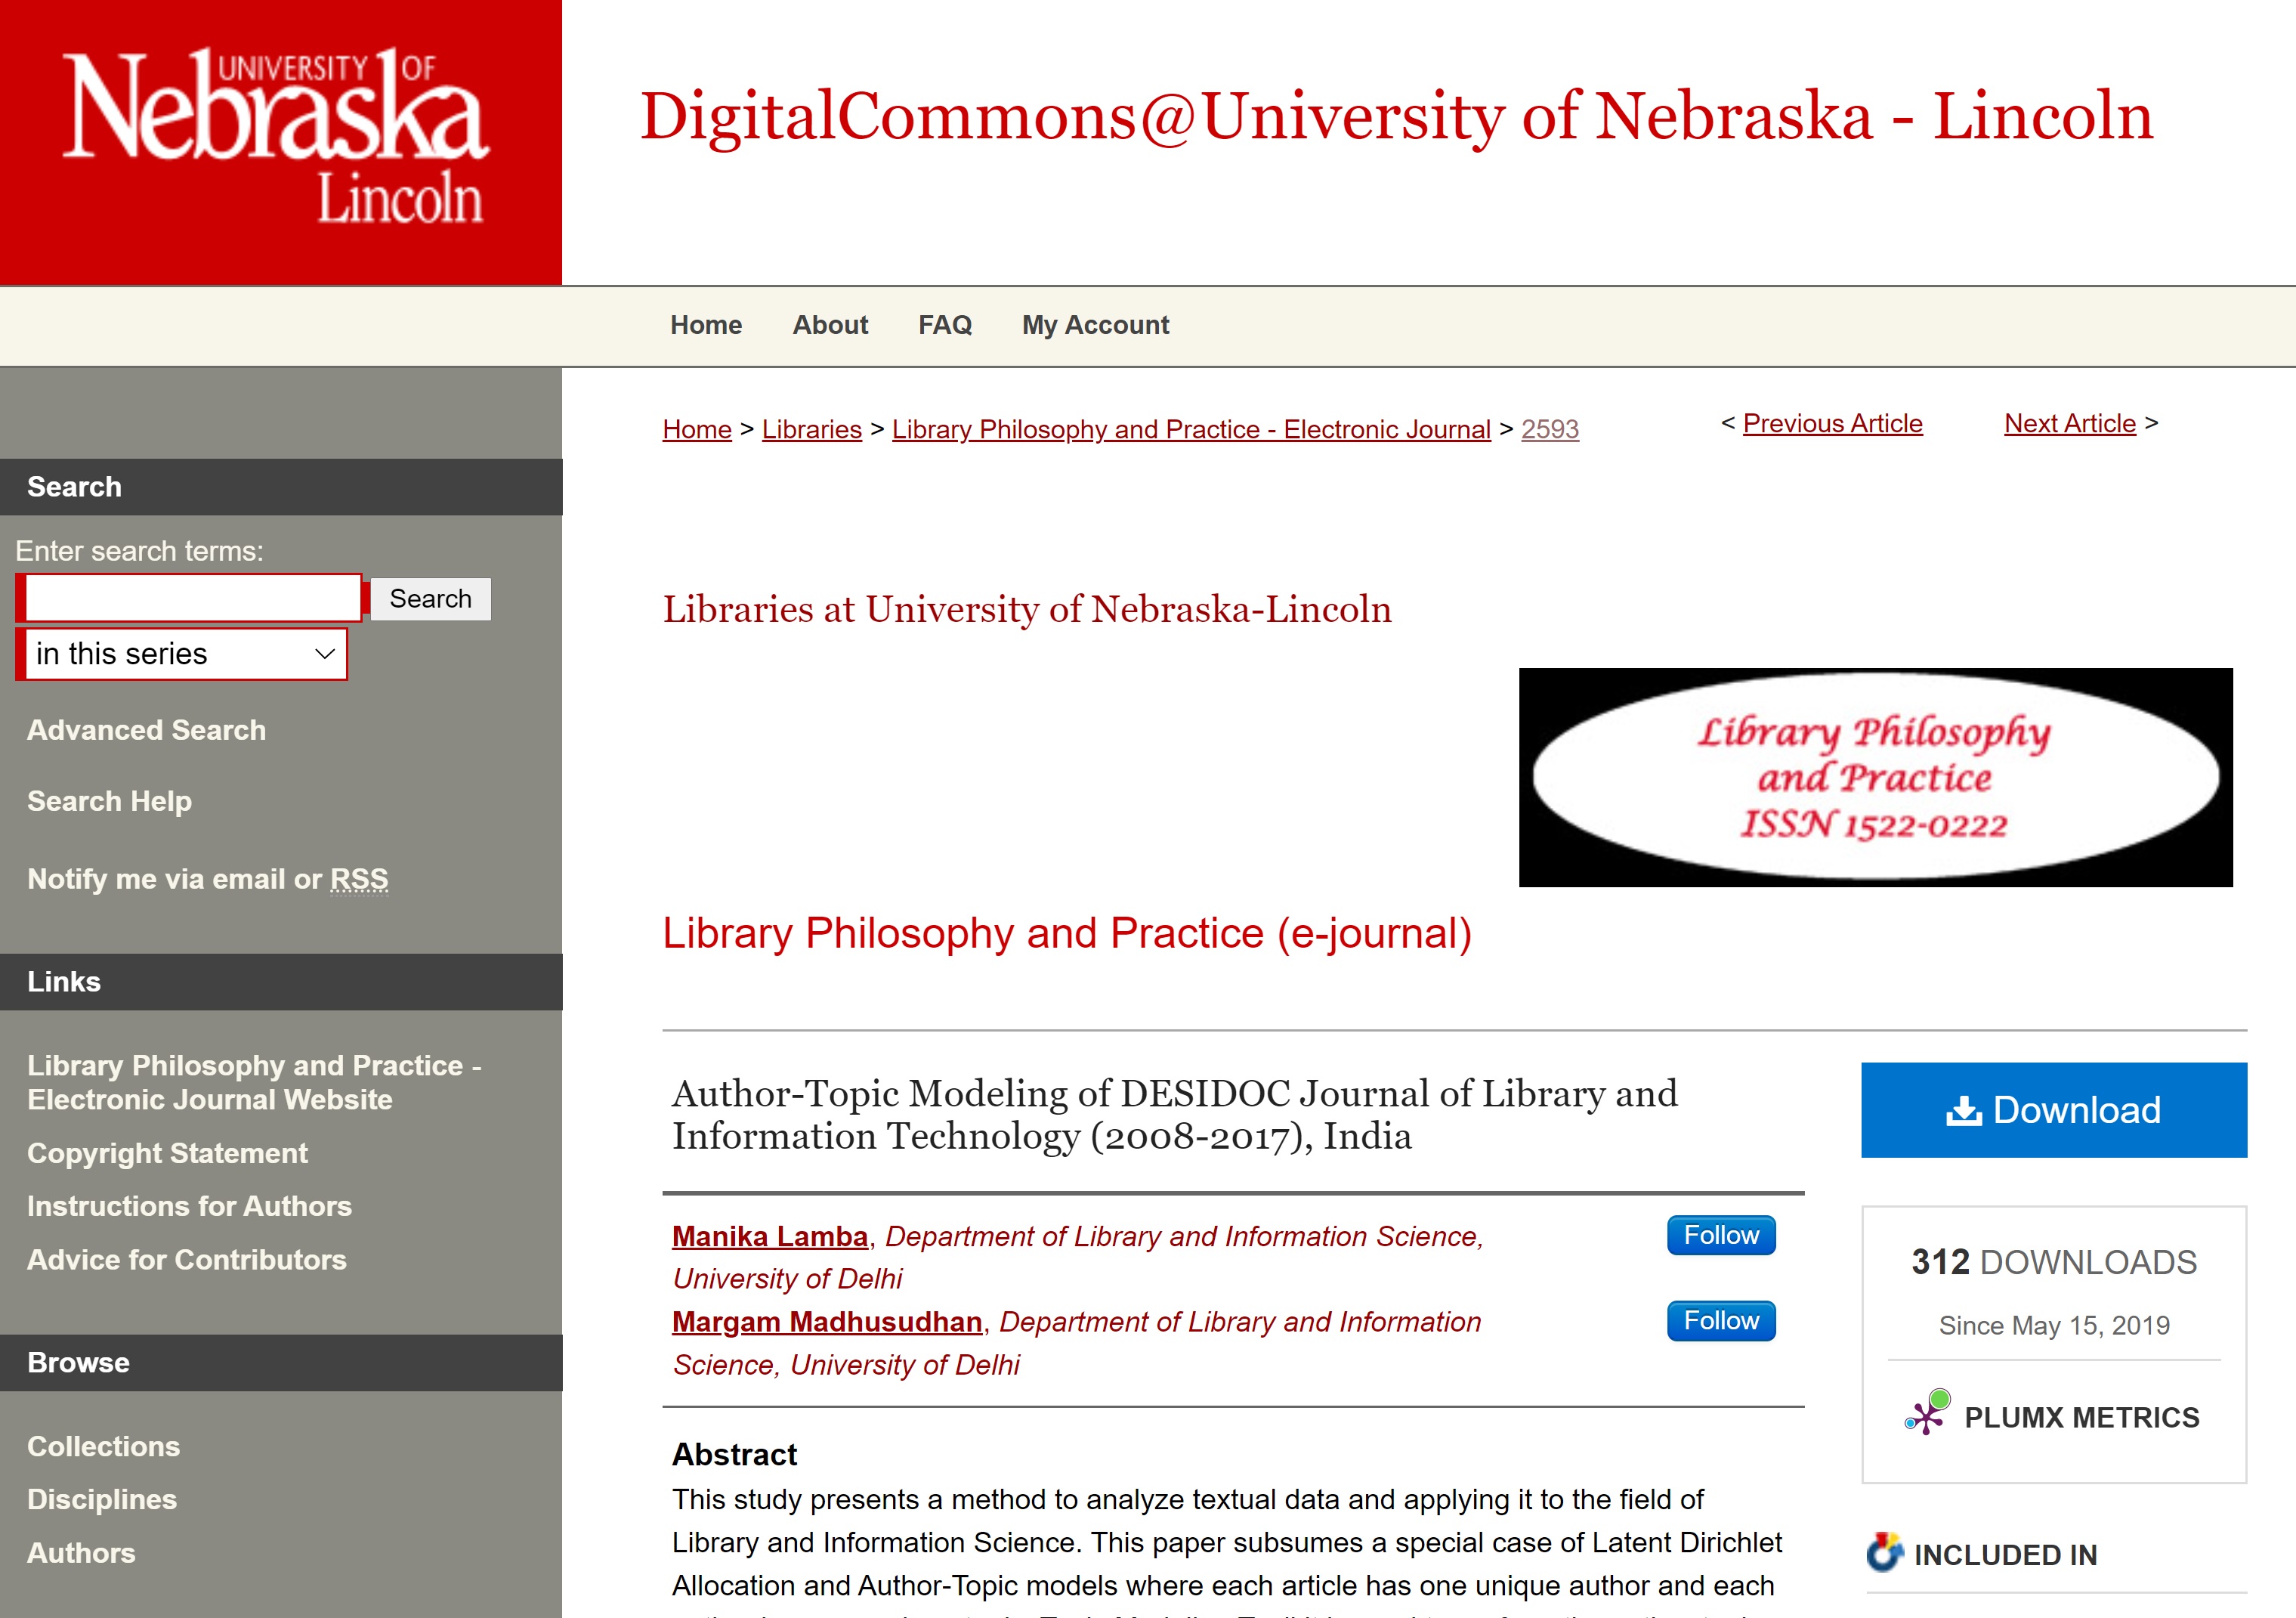 UNIVERSITY OF
Nebraska
Lincoln
DigitalCommons@University of Nebraska - Lincoln
Home About FAQ My Account
Home > Libraries > Library Philosophy and Practice - Electronic Journal > 2593
< Previous Article Next Article >
Search
Enter search terms:
Search
in this series
Advanced Search
Search Help
Notify me via email or RSS
Links
Library Philosophy and Practice -
Electronic Journal Website
Copyright Statement
Instructions for Authors
Advice for Contributors
Browse
Collections
Disciplines
Authors
Libraries at University of Nebraska-Lincoln
Library Philosophy
and Practice
ISSN 1522-0222
Library Philosophy and Practice (e-journal)
Author-Topic Modeling of DESIDOC Journal of Library and
Information Technology (2008-2017), India
Manika Lamba, Department of Library and Information Science,
University of Delhi
Follow
Margam Madhusudhan, Department of Library and Information
Science, University of Delhi
Follow
Abstract
This study presents a method to analyze textual data and applying it to the field of
Library and Information Science. This paper subsumes a special case of Latent Dirichlet
Allocation and Author-Topic models where each article has one unique author and each
Download
312 DOWNLOADS
Since May 15, 2019
PLUMX METRICS
INCLUDED IN